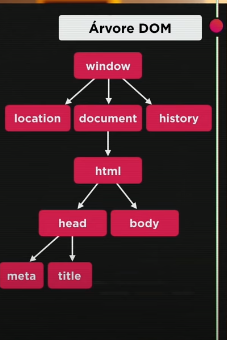 Árvore DOM
window
location document history
html
head body
meta title